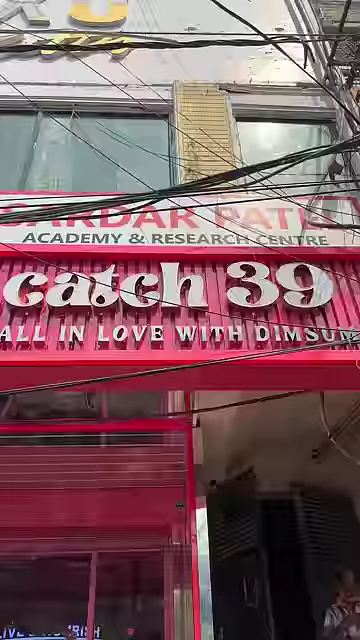 SARDAR PATEL
ACADEMY & RESEARCH CENTRE
catch 39
ALL IN LOVE WITH DIMSUM